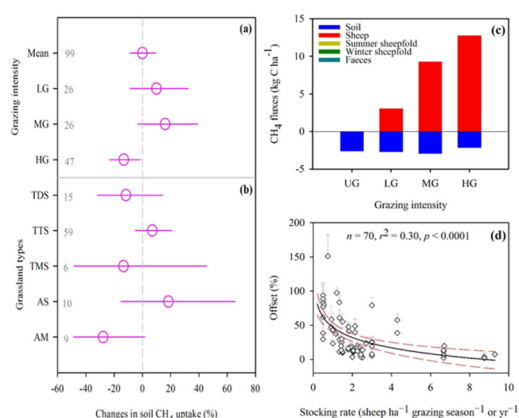 (a)
Grazing intensity
Mean 99
LG 26
MG 26
HG 47
(b)
Grassland types
TDS 15
TTS 59
TMS 6
AS 10
AM 9
-60 -40 -20 0 20 40 60 80
Changes in soil CH4 uptake (%)
(c)
Soil
Sheep
Summer sheepfold
Winter sheepfold
Faeces
CH4 fluxes (kg C ha⁻¹)
15
10
5
0
-5
UG LG MG HG
Grazing intensity
(d)
n = 70, r² = 0.30, p < 0.0001
Offset (%)
200
150
100
50
0
-50
0 2 4 6 8 10
Stocking rate (sheep ha⁻¹ grazing season⁻¹ or yr⁻¹